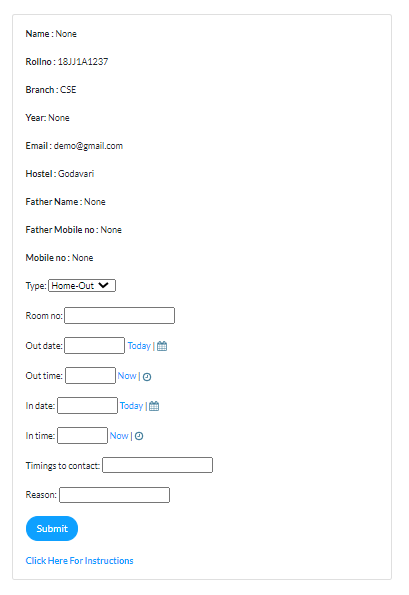 Name : None
Rollno : 18JJ1A1237
Branch : CSE
Year: None
Email : demo@gmail.com
Hostel : Godavari
Father Name : None
Father Mobile no : None
Mobile no : None
Type: Home-Out
Room no:
Out date: Today |
Out time: Now |
In date: Today |
In time: Now |
Timings to contact:
Reason:
Submit
Click Here For Instructions